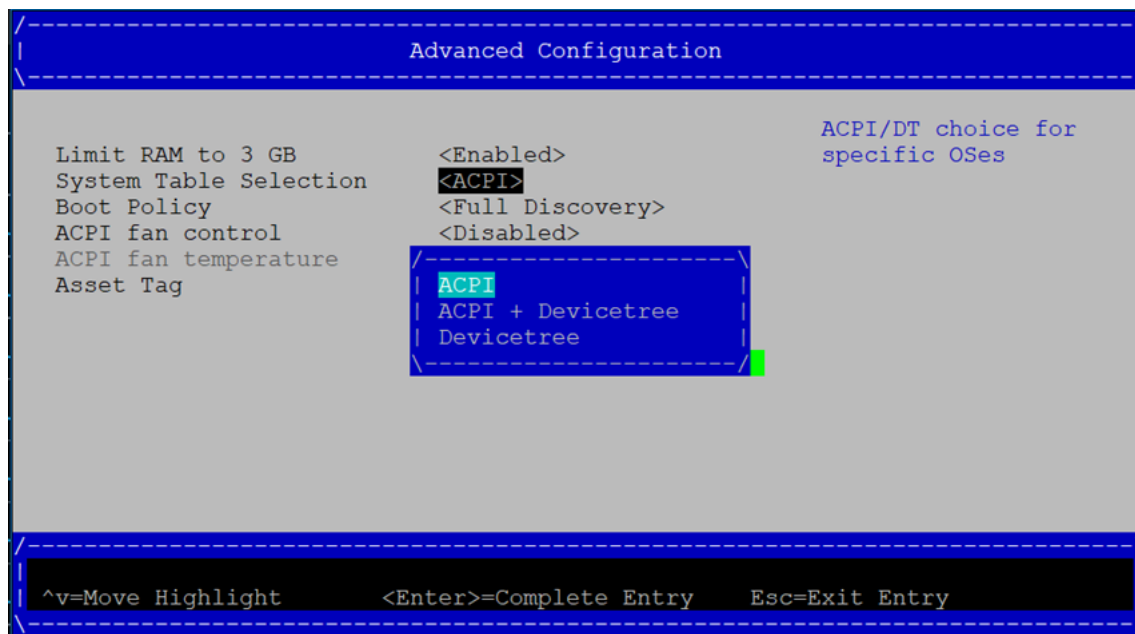 Advanced Configuration
ACPI/DT choice for
specific OSes
Limit RAM to 3 GB <Enabled>
System Table Selection <ACPI>
Boot Policy <Full Discovery>
ACPI fan control <Disabled>
ACPI fan temperature
Asset Tag
ACPI
ACPI + Devicetree
Devicetree
^v=Move Highlight <Enter>=Complete Entry Esc=Exit Entry